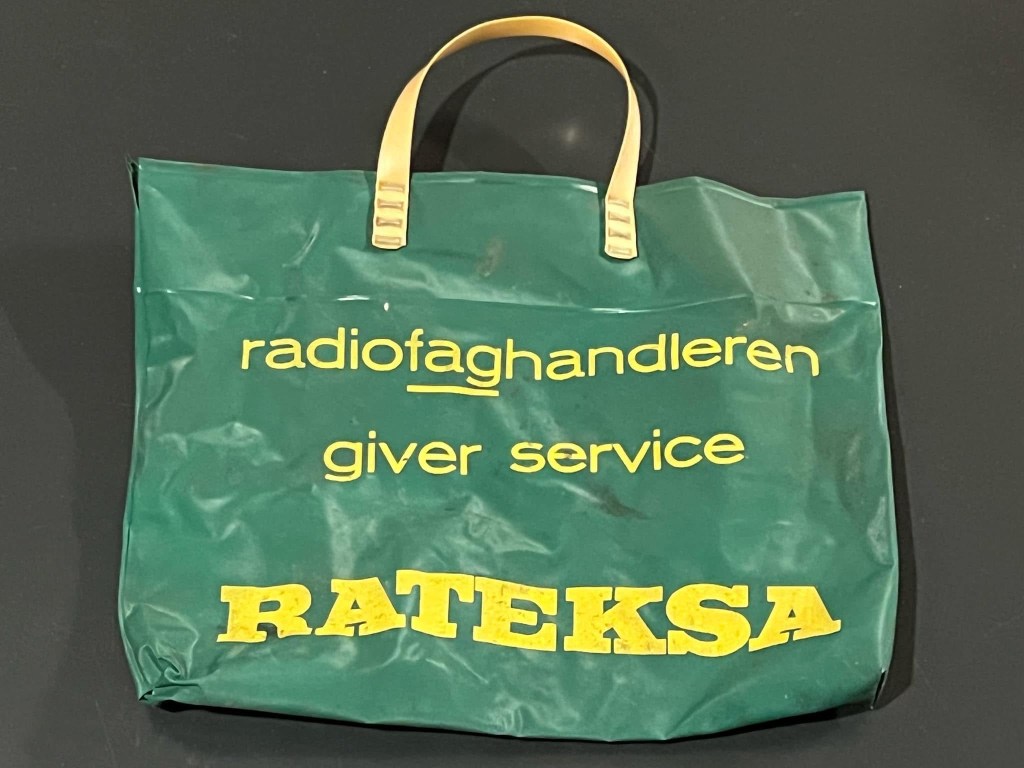 radiofaghandleren
giver service
RATEKSA